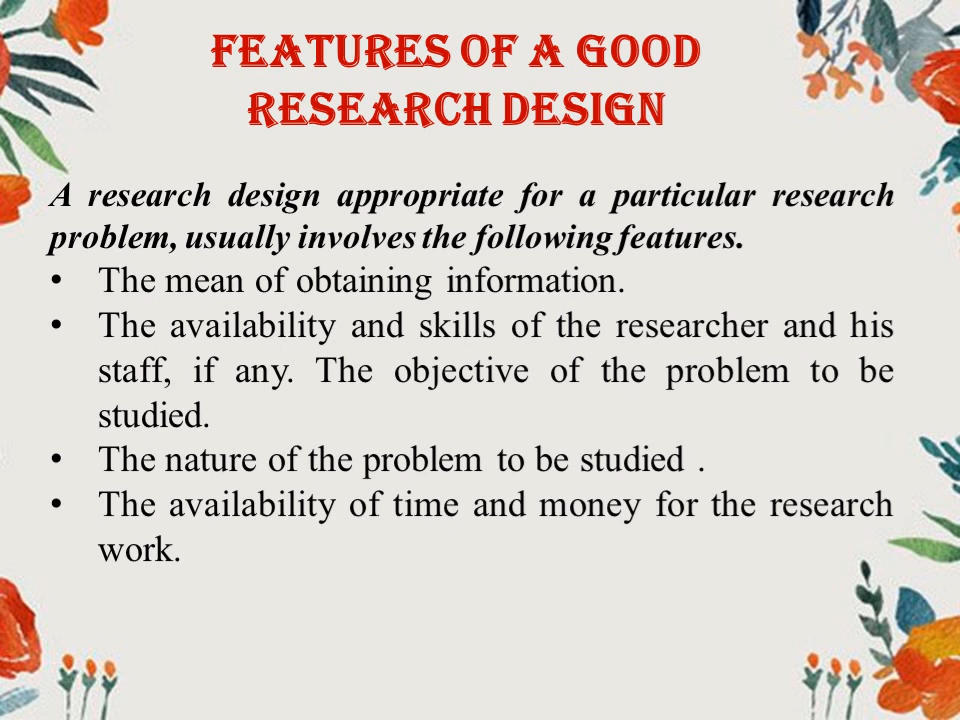 FEATURES OF A GOOD
RESEARCH DESIGN
A research design appropriate for a particular research
problem, usually involves the following features.
• The mean of obtaining information.
• The availability and skills of the researcher and his
staff, if any. The objective of the problem to be
studied.
• The nature of the problem to be studied .
• The availability of time and money for the research
work.